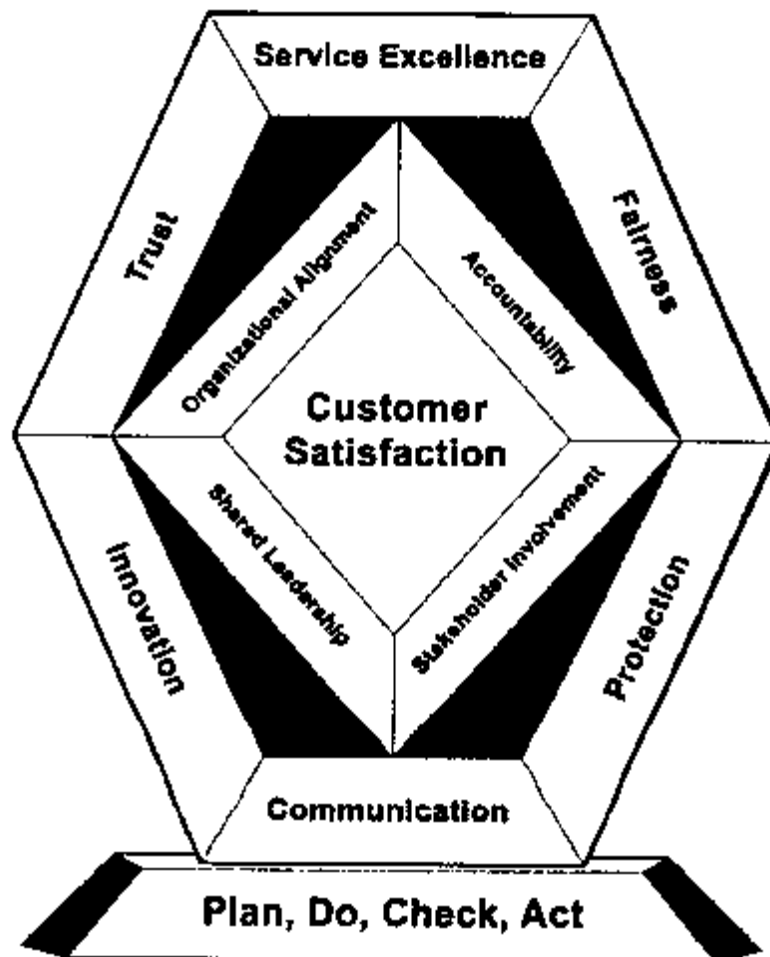 Service Excellence
Trust
Fairness
Organizational Alignment
Accountability
Customer
Satisfaction
Shared Leadership
Stakeholder Involvement
Innovation
Protection
Communication
Plan, Do, Check, Act